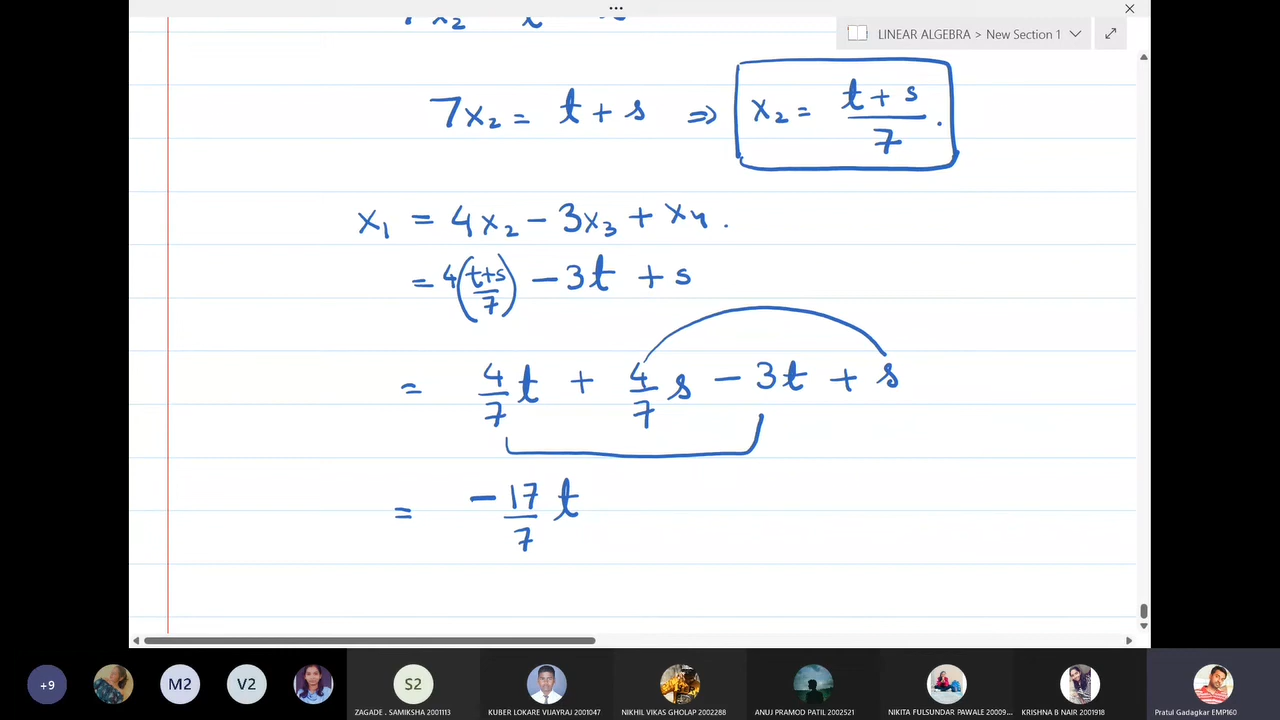 LINEAR ALGEBRA > New Section 1
7x₂ = t + s ⇒ x₂ = (t + s)/7 .
x₁ = 4x₂ − 3x₃ + x₄ .
= 4((t+s)/7) − 3t + s
= 4/7 t + 4/7 s − 3t + s
= −17/7 t
+9
M2
V2
S2
ZAGADE . SAMIKSHA 2001113
KUBER LOKARE VIJAYRAJ 2001047
NIKHIL VIKAS GHOLAP 2002288
ANUJ PRAMOD PATIL 2002521
NIKITA FULSUNDAR PAWALE 20009...
KRISHNA B NAIR 2001918
Pratul Gadagkar EMP160